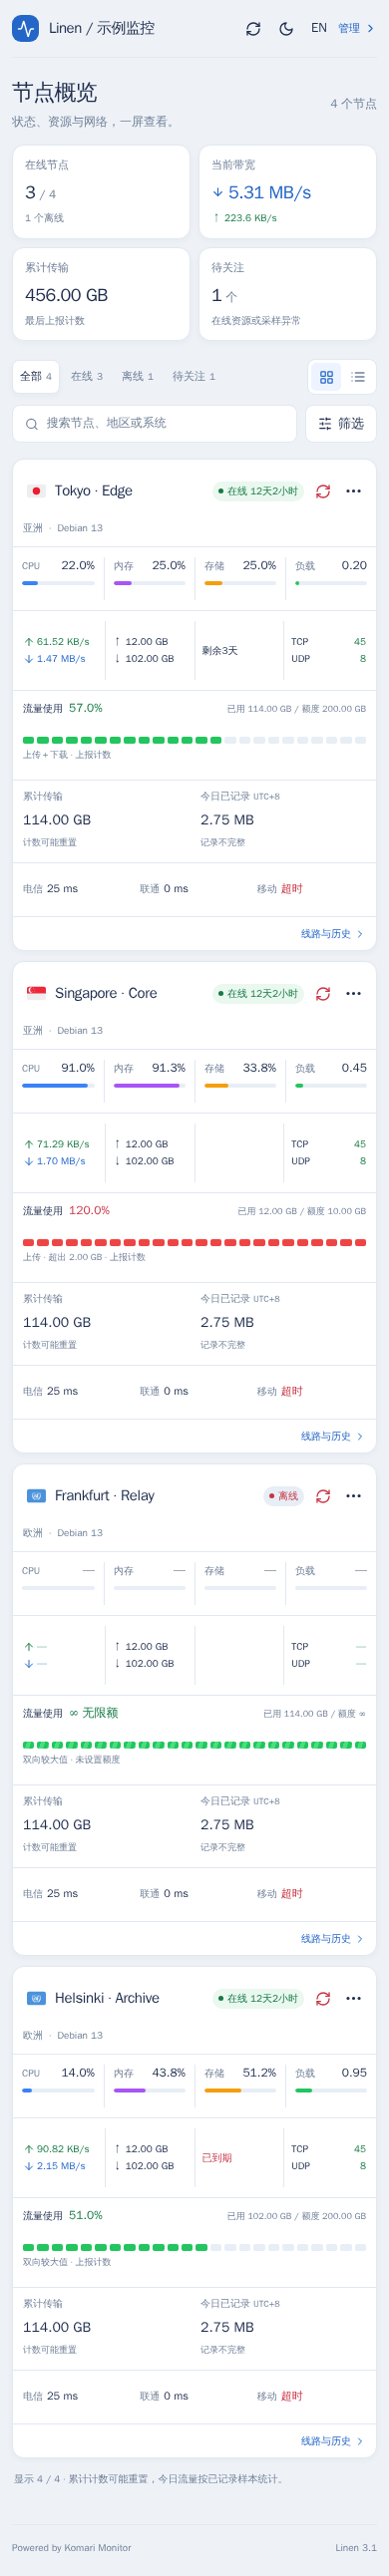 Linen / 示例监控 EN 管理
节点概览
4 个节点
状态、资源与网络，一屏查看。
在线节点 当前带宽
3 / 4 ↓ 5.31 MB/s
1 个离线 ↑ 223.6 KB/s
累计传输 待关注
456.00 GB 1 个
最后上报计数 在线资源或采样异常
全部 4 在线 3 离线 1 待关注 1
搜索节点、地区或系统 筛选
Tokyo · Edge 在线 12天2小时
亚洲 · Debian 13
CPU 22.0% 内存 25.0% 存储 25.0% 负载 0.20
↑ 61.52 KB/s ↑ 12.00 GB 剩余3天 TCP 45
↓ 1.47 MB/s ↓ 102.00 GB UDP 8
流量使用 57.0% 已用 114.00 GB / 额度 200.00 GB
上传 + 下载 · 上报计数
累计传输 今日已记录 UTC+8
114.00 GB 2.75 MB
计数可能重置 记录不完整
电信 25 ms 联通 0 ms 移动 超时
线路与历史
Singapore · Core 在线 12天2小时
亚洲 · Debian 13
CPU 91.0% 内存 91.3% 存储 33.8% 负载 0.45
↑ 71.29 KB/s ↑ 12.00 GB TCP 45
↓ 1.70 MB/s ↓ 102.00 GB UDP 8
流量使用 120.0% 已用 12.00 GB / 额度 10.00 GB
上传 · 超出 2.00 GB · 上报计数
累计传输 今日已记录 UTC+8
114.00 GB 2.75 MB
计数可能重置 记录不完整
电信 25 ms 联通 0 ms 移动 超时
线路与历史
Frankfurt · Relay 离线
欧洲 · Debian 13
CPU — 内存 — 存储 — 负载 —
↑ — ↑ 12.00 GB TCP —
↓ — ↓ 102.00 GB UDP —
流量使用 ∞ 无限额 已用 114.00 GB / 额度 ∞
双向较大值 · 未设置额度
累计传输 今日已记录 UTC+8
114.00 GB 2.75 MB
计数可能重置 记录不完整
电信 25 ms 联通 0 ms 移动 超时
线路与历史
Helsinki · Archive 在线 12天2小时
欧洲 · Debian 13
CPU 14.0% 内存 43.8% 存储 51.2% 负载 0.95
↑ 90.82 KB/s ↑ 12.00 GB 已到期 TCP 45
↓ 2.15 MB/s ↓ 102.00 GB UDP 8
流量使用 51.0% 已用 102.00 GB / 额度 200.00 GB
双向较大值 · 上报计数
累计传输 今日已记录 UTC+8
114.00 GB 2.75 MB
计数可能重置 记录不完整
电信 25 ms 联通 0 ms 移动 超时
线路与历史
显示 4 / 4 · 累计计数可能重置，今日流量按已记录样本统计。
Powered by Komari Monitor Linen 3.1